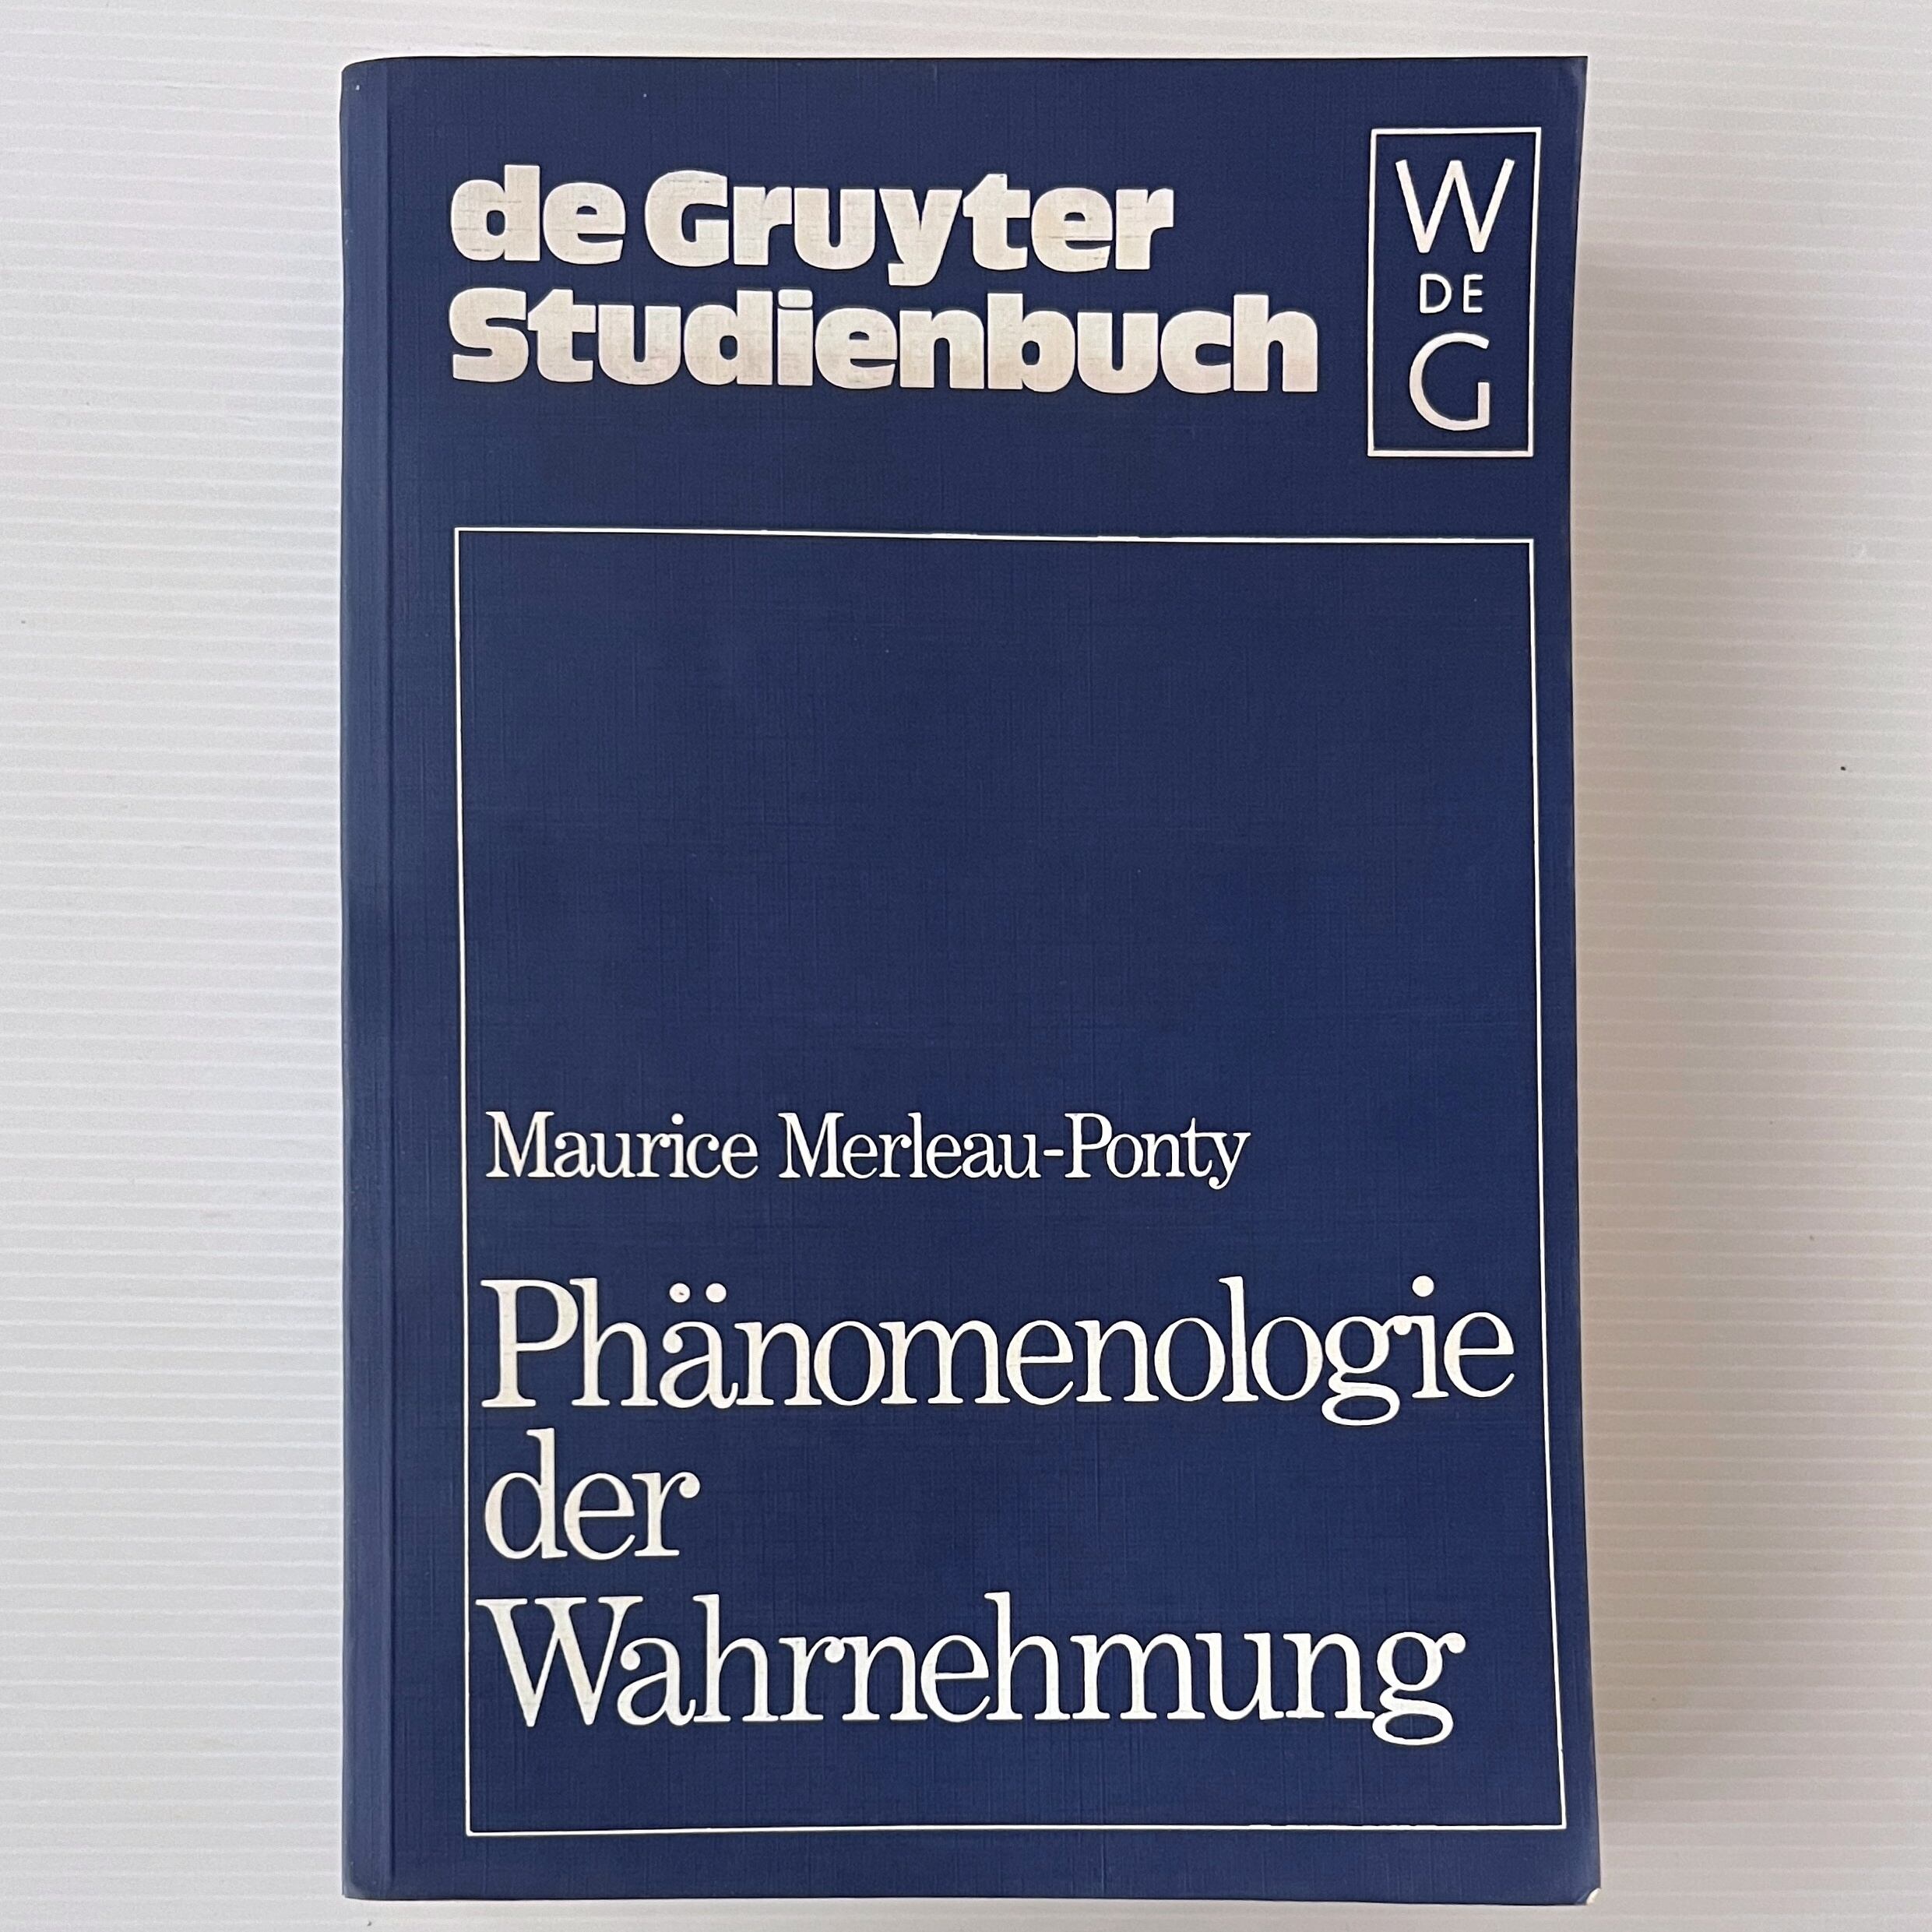 de Gruyter
Studienbuch
W
DE
G
Maurice Merleau-Ponty
Phänomenologie
der
Wahrnehmung